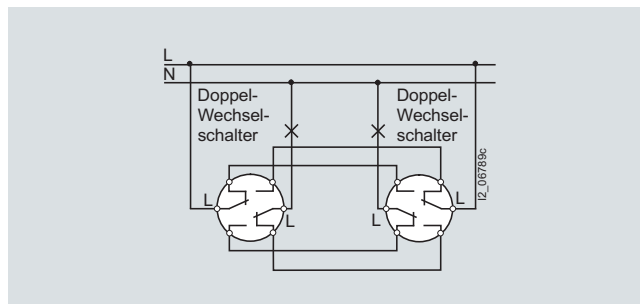 L
N
Doppel-
Wechsel-
schalter
Doppel-
Wechsel-
schalter
L
L
L
L
I2_06789c